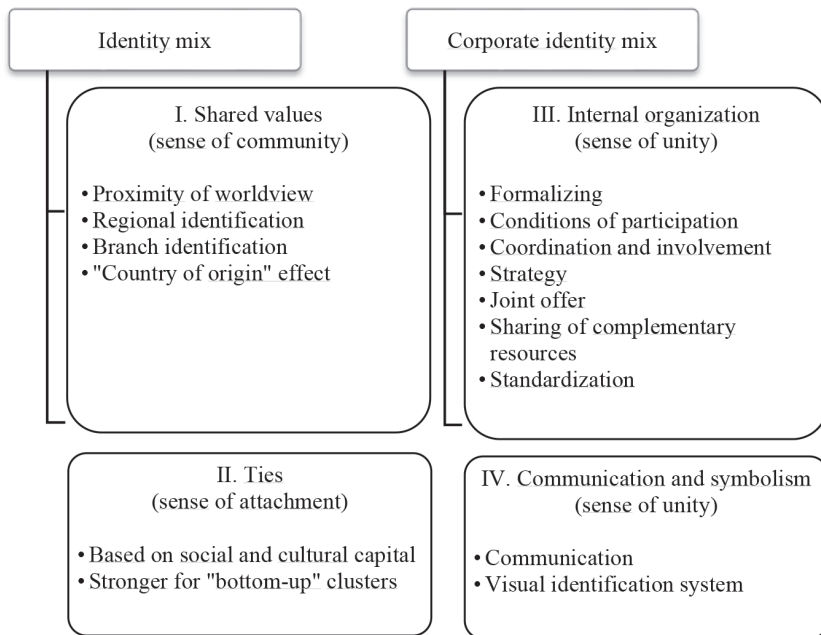 Identity mix
I. Shared values
(sense of community)
• Proximity of worldview
• Regional identification
• Branch identification
• "Country of origin" effect
II. Ties
(sense of attachment)
• Based on social and cultural capital
• Stronger for "bottom-up" clusters
Corporate identity mix
III. Internal organization
(sense of unity)
• Formalizing
• Conditions of participation
• Coordination and involvement
• Strategy
• Joint offer
• Sharing of complementary
resources
• Standardization
IV. Communication and symbolism
(sense of unity)
• Communication
• Visual identification system